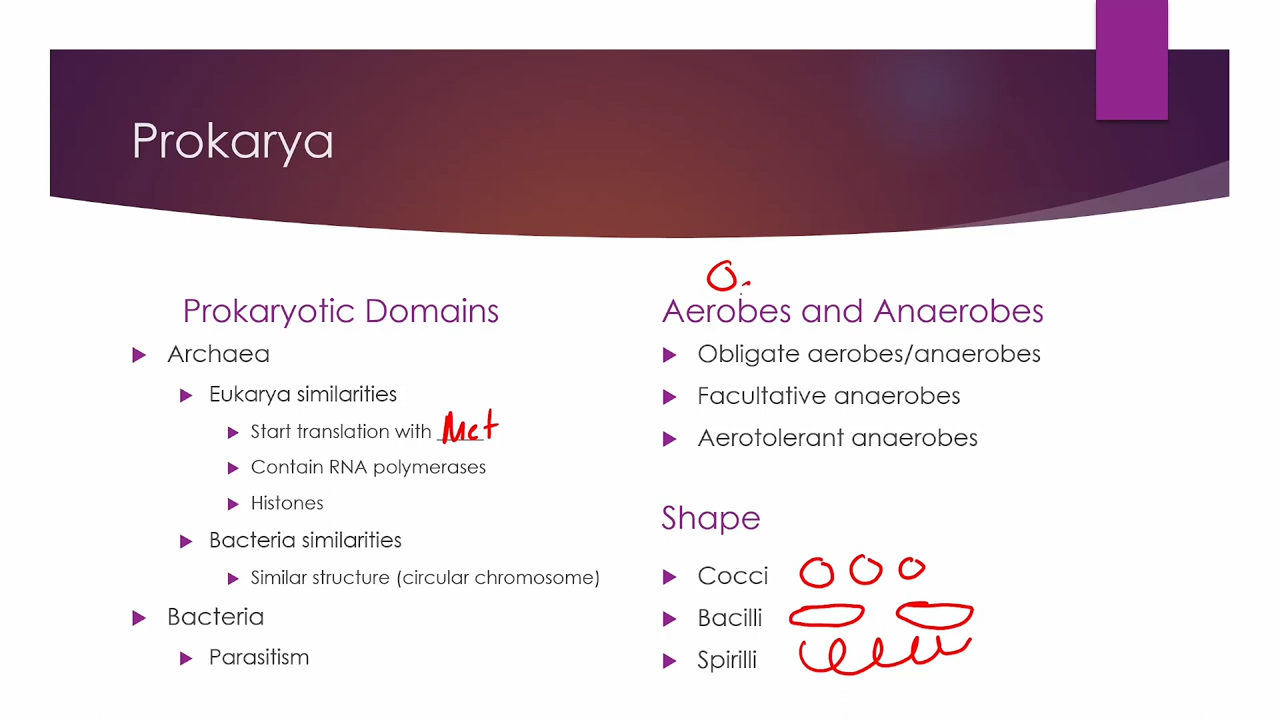 Prokarya
Prokaryotic Domains
Archaea
Eukarya similarities
Start translation with Met
Contain RNA polymerases
Histones
Bacteria similarities
Similar structure (circular chromosome)
Bacteria
Parasitism
O
Aerobes and Anaerobes
Obligate aerobes/anaerobes
Facultative anaerobes
Aerotolerant anaerobes
Shape
Cocci
Bacilli
Spirilli